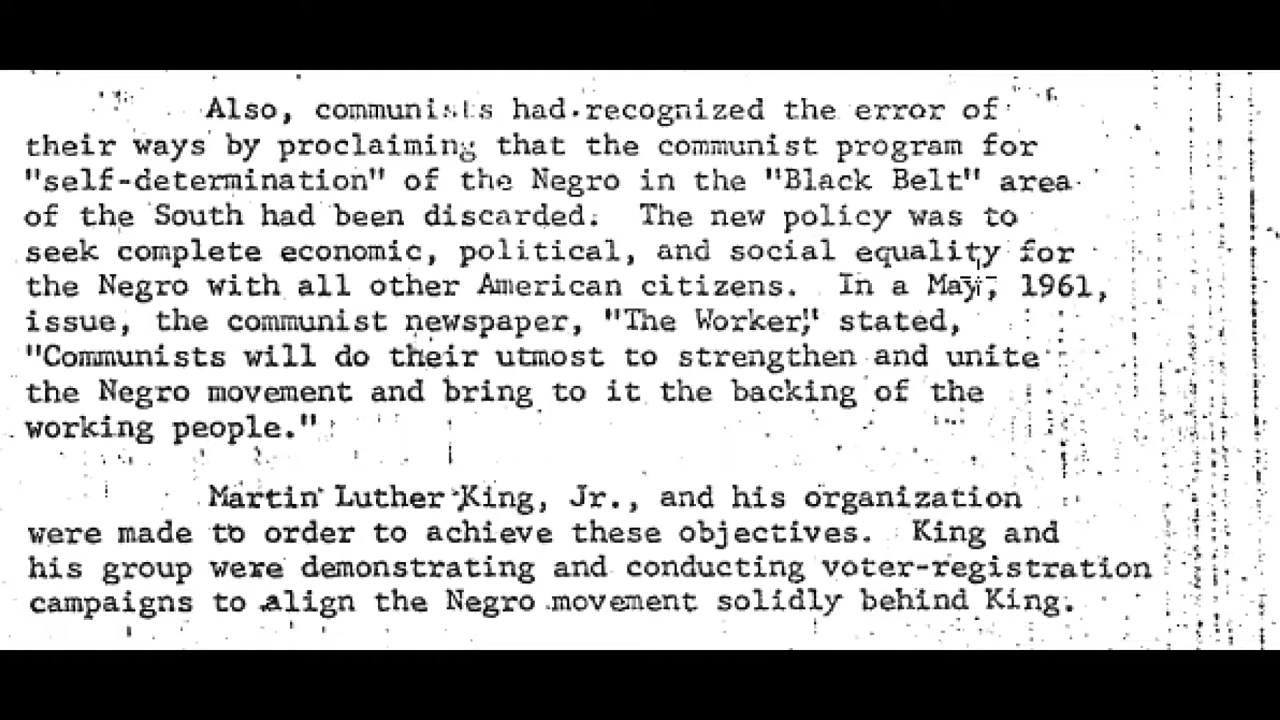 Also, communists had recognized the error of
their ways by proclaiming that the communist program for
"self-determination" of the Negro in the "Black Belt" area
of the South had been discarded. The new policy was to
seek complete economic, political, and social equality for
the Negro with all other American citizens. In a May, 1961,
issue, the communist newspaper, "The Worker," stated,
"Communists will do their utmost to strengthen and unite
the Negro movement and bring to it the backing of the
working people."
Martin Luther King, Jr., and his organization
were made to order to achieve these objectives. King and
his group were demonstrating and conducting voter-registration
campaigns to align the Negro movement solidly behind King.